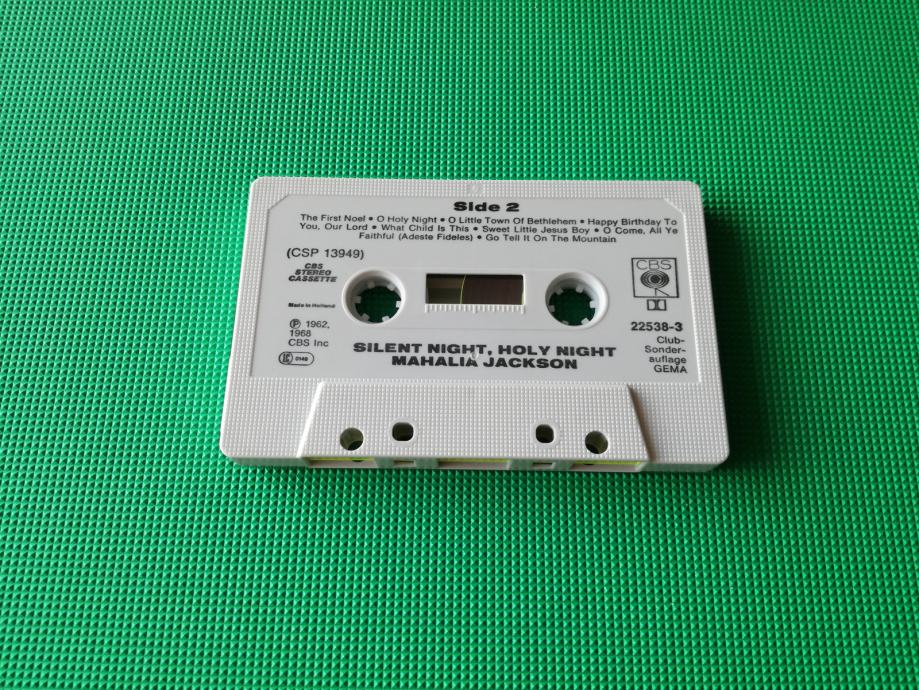 Side 2
The First Noel • O Holy Night • O Little Town Of Bethlehem • Happy Birthday To
You, Our Lord • What Child Is This • Sweet Little Jesus Boy • O Come, All Ye
Faithful (Adeste Fideles) • Go Tell It On The Mountain
(CSP 13949)
CBS
STEREO
CASSETTE
Made in Holland
℗ 1962,
1968
CBS Inc
0149
CBS
22538-3
Club-
Sonder-
auflage
GEMA
SILENT NIGHT, HOLY NIGHT
MAHALIA JACKSON